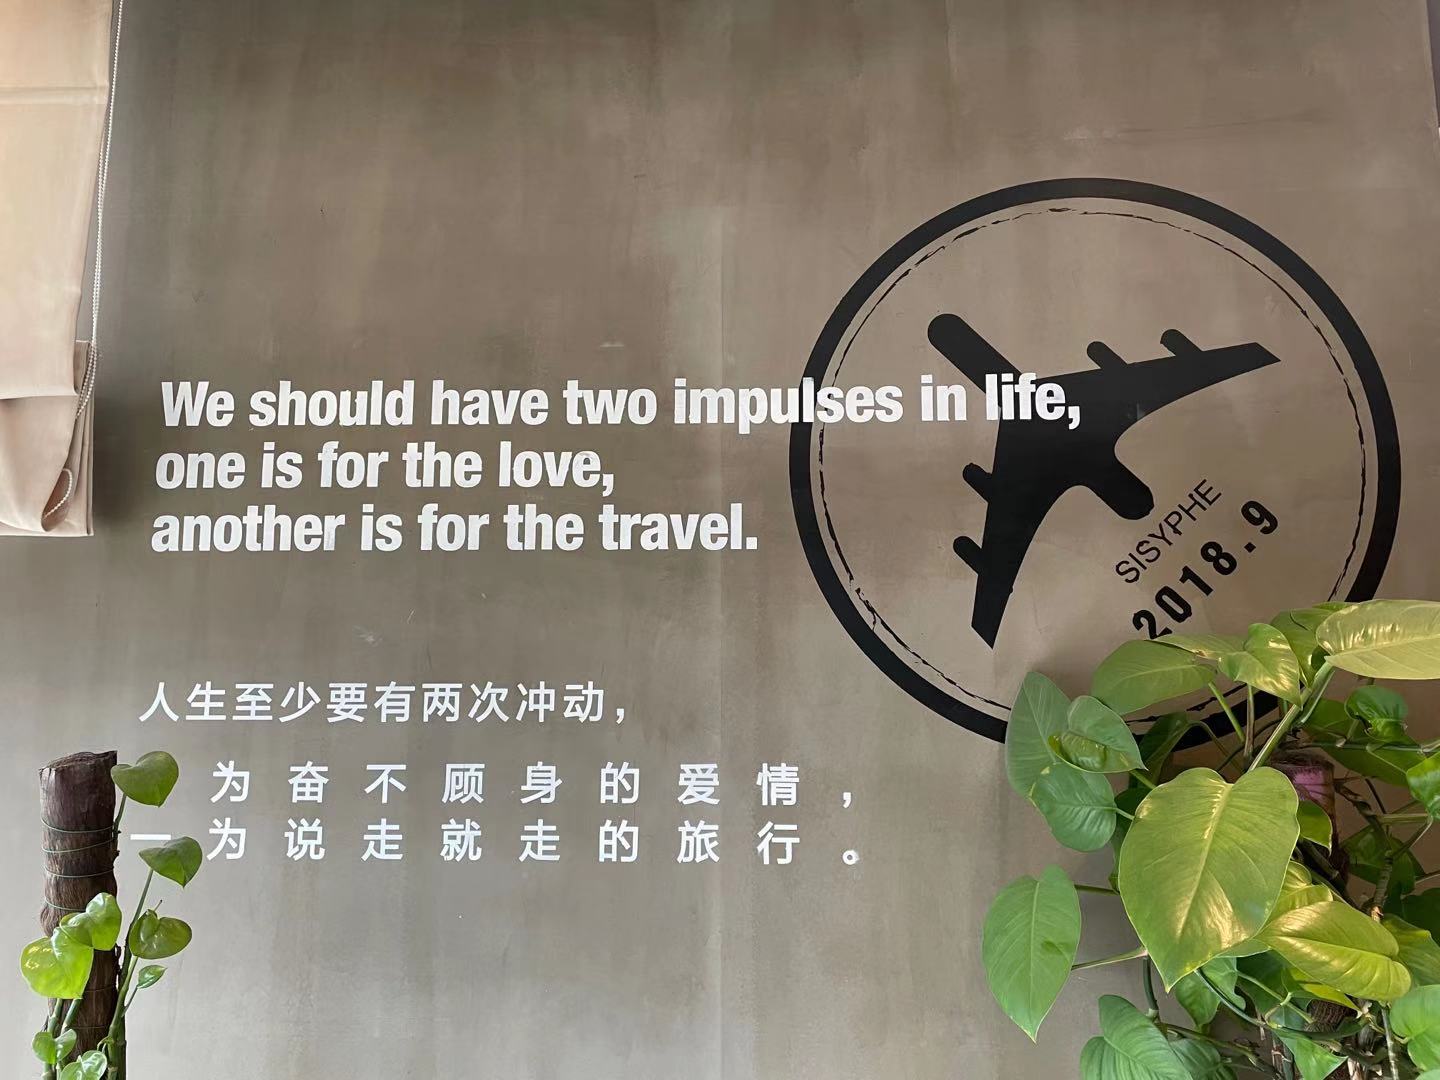 We should have two impulses in life,
one is for the love,
another is for the travel.
SISYPHE
2018.9
人生至少要有两次冲动，
为奋不顾身的爱情，
一为说走就走的旅行。